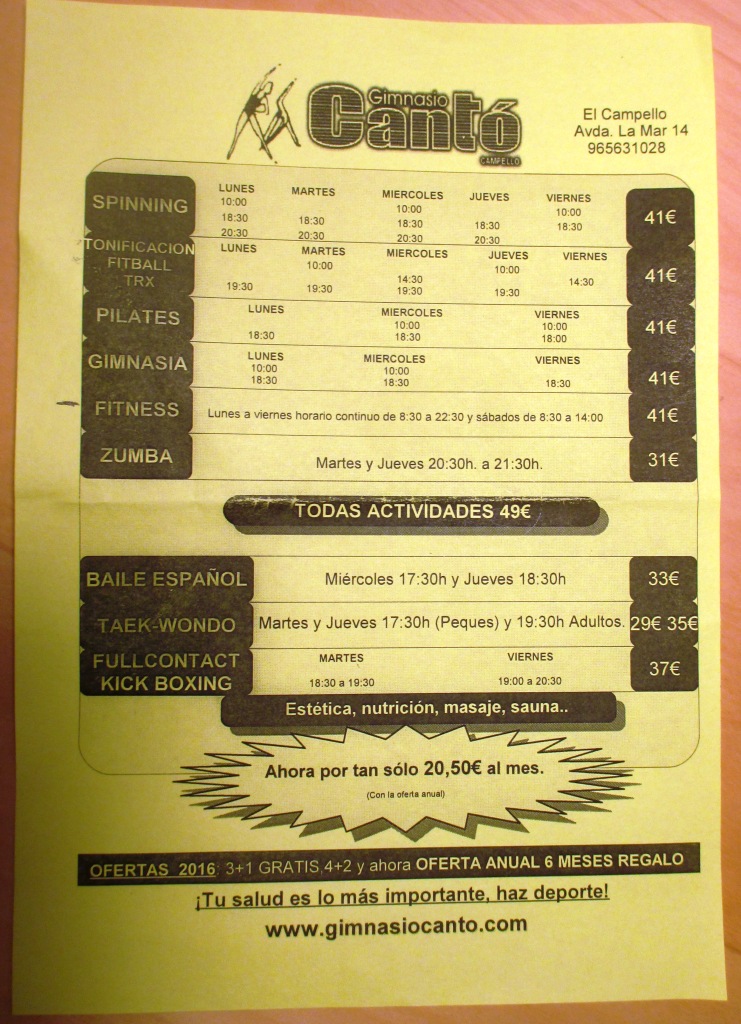 Gimnasio
Cantó
CAMPELLO
El Campello
Avda. La Mar 14
965631028
SPINNING
LUNES MARTES MIERCOLES JUEVES VIERNES
10:00 10:00 10:00
18:30 18:30 18:30 18:30 18:30
20:30 20:30 20:30 20:30
41€
TONIFICACION
FITBALL
TRX
LUNES MARTES MIERCOLES JUEVES VIERNES
10:00 10:00
14:30 14:30
19:30 19:30 19:30 19:30
41€
PILATES
LUNES MIERCOLES VIERNES
10:00 10:00
18:30 18:30 18:00
41€
GIMNASIA
LUNES MIERCOLES VIERNES
10:00 10:00
18:30 18:30 18:30
41€
FITNESS
Lunes a viernes horario continuo de 8:30 a 22:30 y sábados de 8:30 a 14:00
41€
ZUMBA
Martes y Jueves 20:30h. a 21:30h.
31€
TODAS ACTIVIDADES 49€
BAILE ESPAÑOL
Miércoles 17:30h y Jueves 18:30h
33€
TAEK-WONDO
Martes y Jueves 17:30h (Peques) y 19:30h Adultos.
29€ 35€
FULLCONTACT
KICK BOXING
MARTES VIERNES
18:30 a 19:30 19:00 a 20:30
37€
Estética, nutrición, masaje, sauna..
Ahora por tan sólo 20,50€ al mes.
(Con la oferta anual)
OFERTAS 2016: 3+1 GRATIS,4+2 y ahora OFERTA ANUAL 6 MESES REGALO
¡Tu salud es lo más importante, haz deporte!
www.gimnasiocanto.com